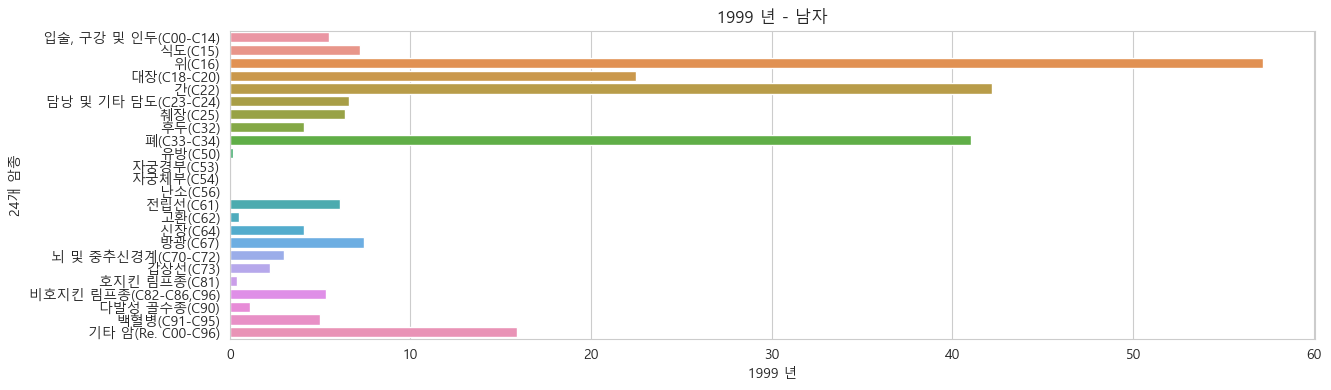 1999 년 - 남자
입술, 구강 및 인두(C00-C14)
식도(C15)
위(C16)
대장(C18-C20)
간(C22)
담낭 및 기타 담도(C23-C24)
췌장(C25)
후두(C32)
폐(C33-C34)
유방(C50)
자궁경부(C53)
자궁체부(C54)
난소(C56)
전립선(C61)
고환(C62)
신장(C64)
방광(C67)
뇌 및 중추신경계(C70-C72)
갑상선(C73)
호지킨 림프종(C81)
비호지킨 림프종(C82-C86,C96)
다발성 골수종(C90)
백혈병(C91-C95)
기타 암(Re. C00-C96)
24개 암종
0 10 20 30 40 50 60
1999 년